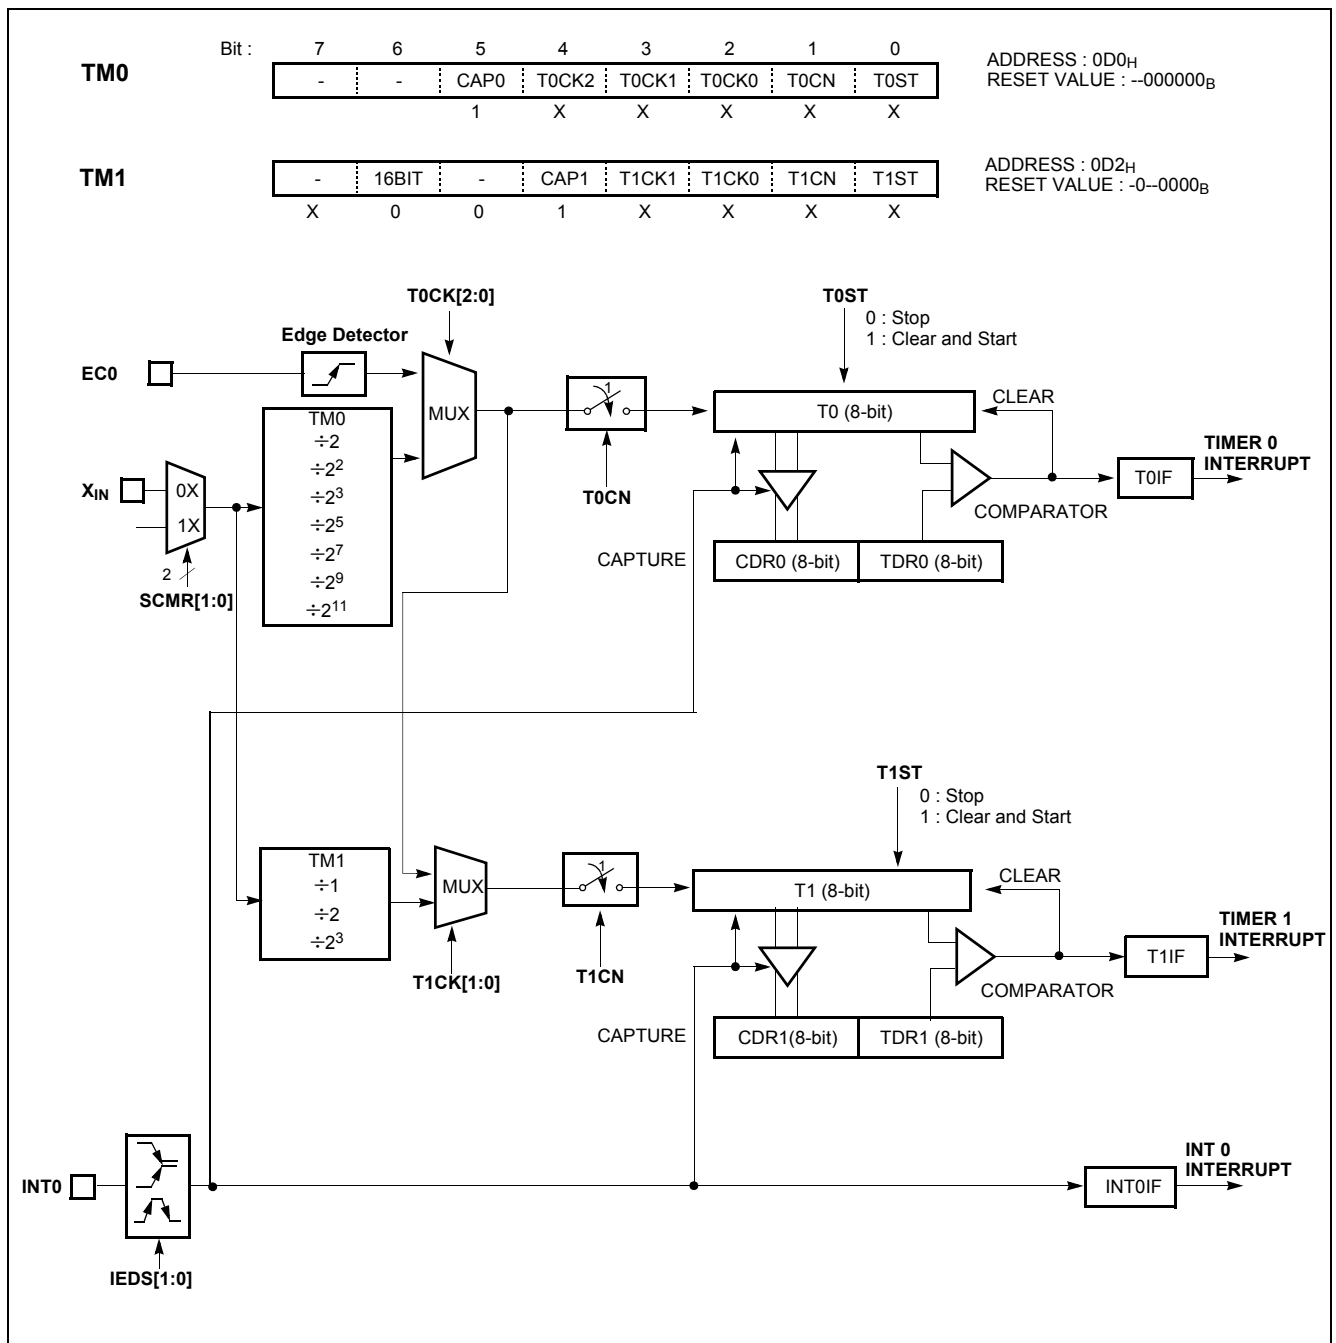 Bit : 7 6 5 4 3 2 1 0
TM0 - - CAP0 T0CK2 T0CK1 T0CK0 T0CN T0ST
ADDRESS : 0D0H
RESET VALUE : --000000B
1 X X X X X
TM1 - 16BIT - CAP1 T1CK1 T1CK0 T1CN T1ST
ADDRESS : 0D2H
RESET VALUE : -0--0000B
X 0 0 1 X X X X
T0CK[2:0]
T0ST
0 : Stop
1 : Clear and Start
Edge Detector
EC0
MUX
1
T0CN
T0 (8-bit)
CLEAR
TIMER 0
INTERRUPT
T0IF
COMPARATOR
CAPTURE
CDR0 (8-bit)
TDR0 (8-bit)
XIN
0X
1X
2
SCMR[1:0]
TM0
÷2
÷2²
÷2³
÷2⁵
÷2⁷
÷2⁹
÷2¹¹
T1ST
0 : Stop
1 : Clear and Start
TM1
÷1
÷2
÷2³
MUX
T1CK[1:0]
1
T1CN
T1 (8-bit)
CLEAR
TIMER 1
INTERRUPT
T1IF
COMPARATOR
CAPTURE
CDR1(8-bit)
TDR1 (8-bit)
INT0
IEDS[1:0]
INT0IF
INT 0
INTERRUPT